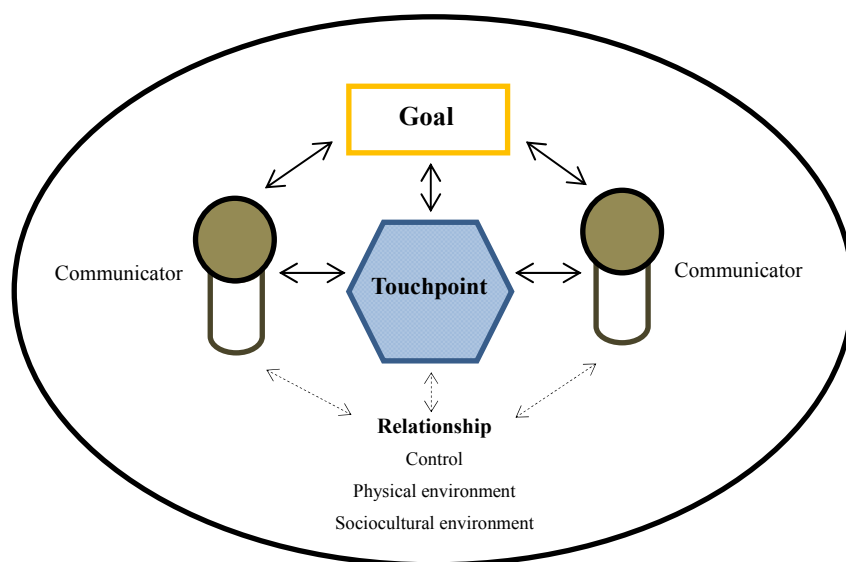 Goal
Communicator
Touchpoint
Communicator
Relationship
Control
Physical environment
Sociocultural environment